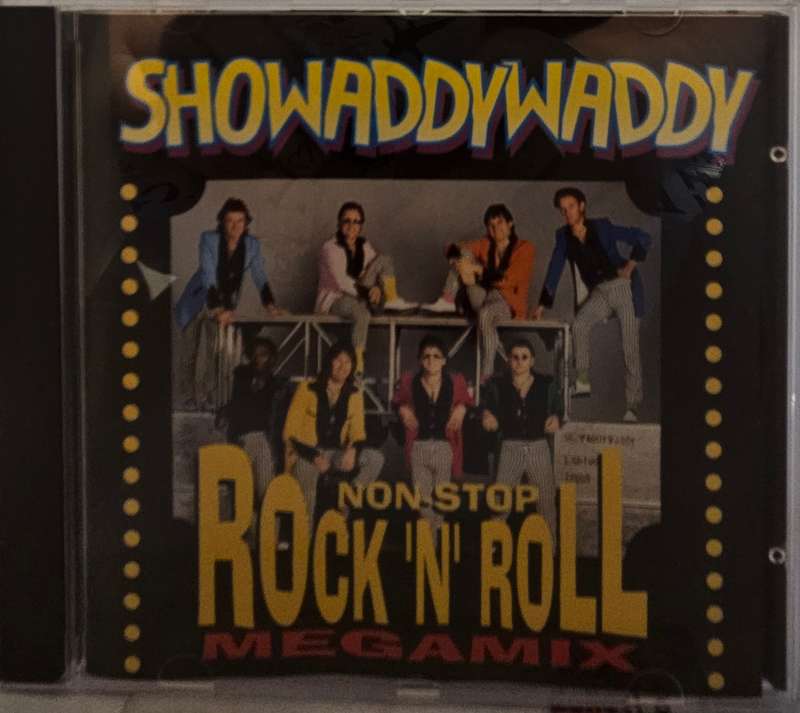 SHOWADDYWADDY
NON STOP
ROCK 'N' ROLL
MEGAMIX